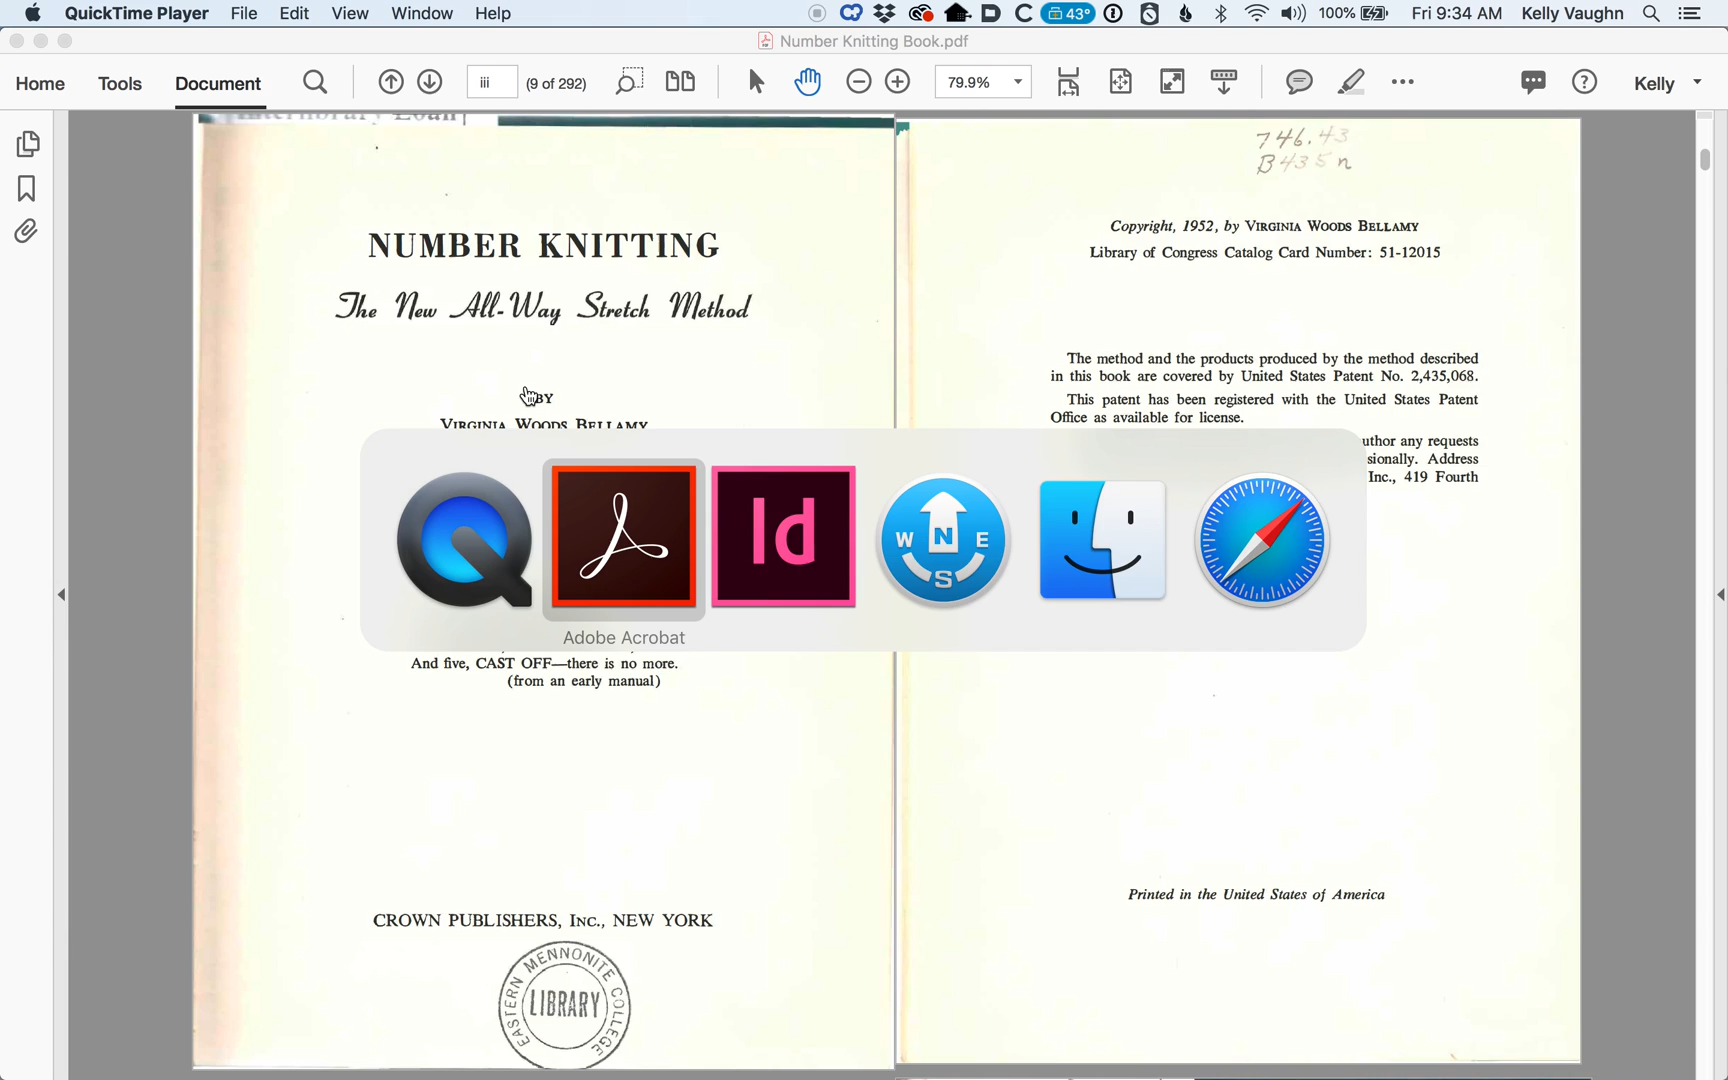 QuickTime Player File Edit View Window Help 43° 100% Fri 9:34 AM Kelly Vaughn
Number Knitting Book.pdf
Home Tools Document iii (9 of 292) 79.9% Kelly
Interlibrary Loan
NUMBER KNITTING
The New All-Way Stretch Method
BY
VIRGINIA WOODS BELLAMY
And five, CAST OFF—there is no more.
(from an early manual)
CROWN PUBLISHERS, INC., NEW YORK
EASTERN MENNONITE COLLEGE
LIBRARY
746.43
B435n
Copyright, 1952, by VIRGINIA WOODS BELLAMY
Library of Congress Catalog Card Number: 51-12015
The method and the products produced by the method described
in this book are covered by United States Patent No. 2,435,068.
This patent has been registered with the United States Patent
Office as available for license.
uthor any requests
sionally. Address
Inc., 419 Fourth
Printed in the United States of America
Id
W N E
S
Adobe Acrobat